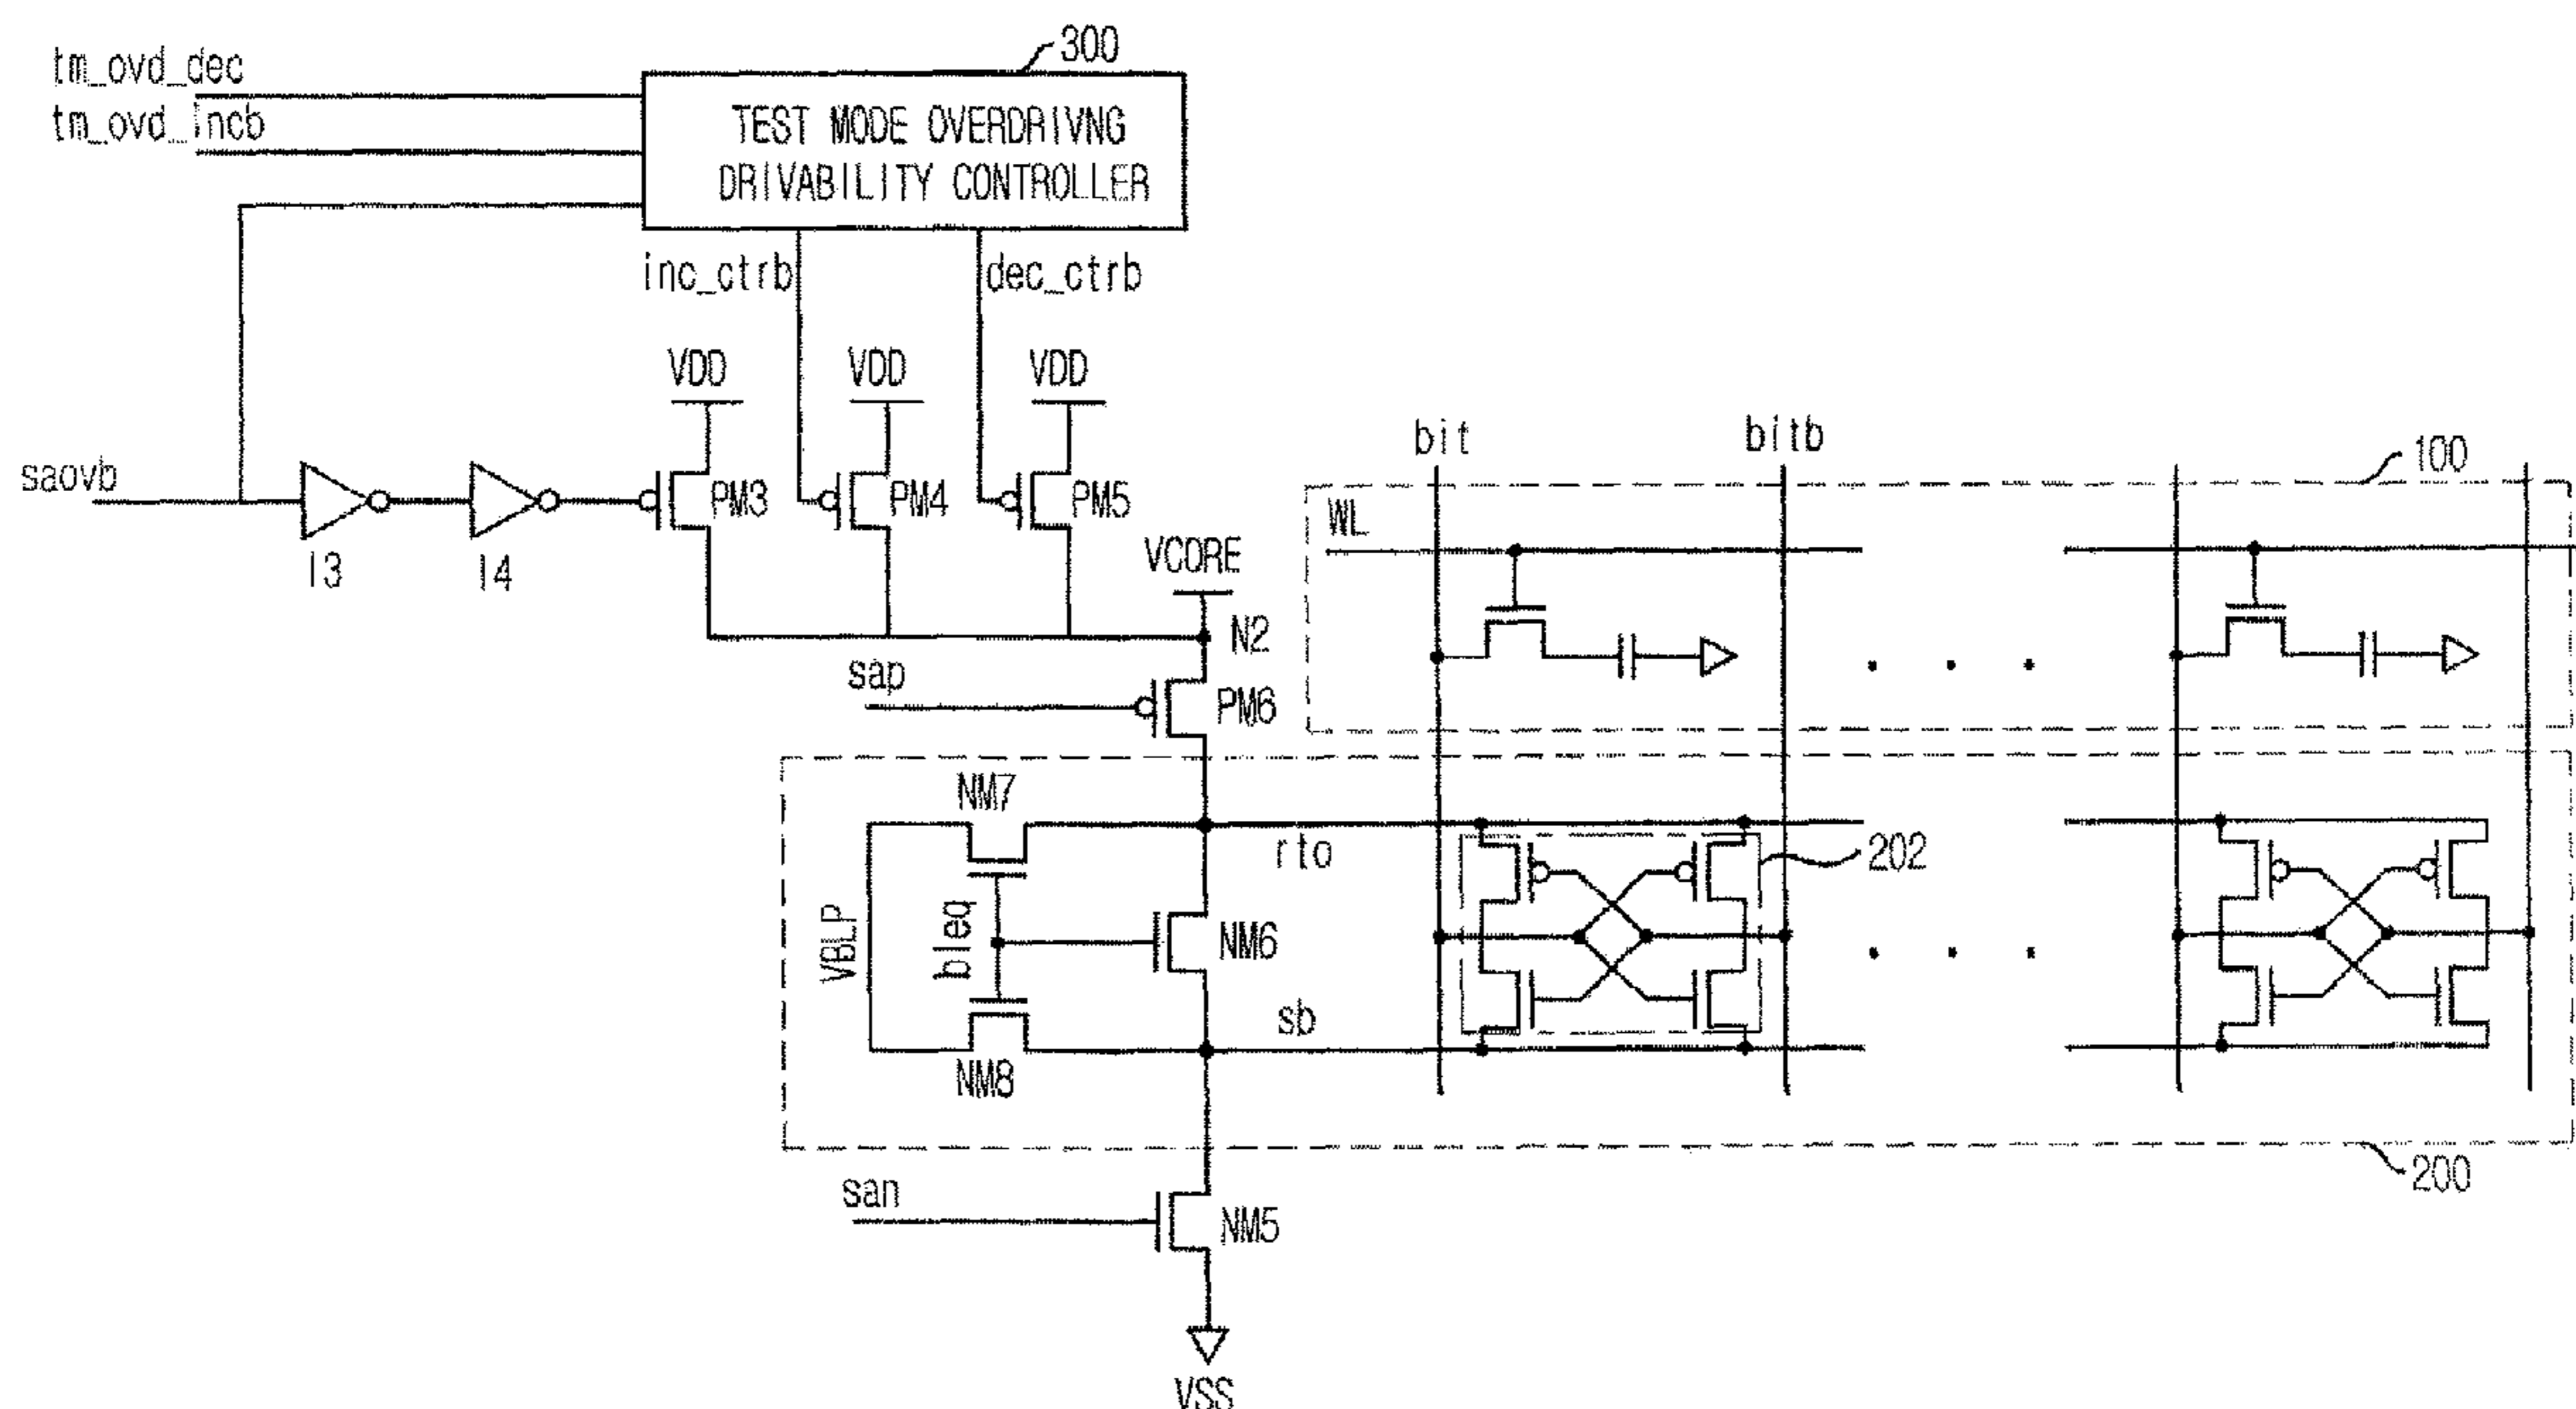 tm_ovd_dec
tm_ovd_incb
300
TEST MODE OVERDRIVNG
DRIVABILITY CONTROLLER
inc_ctrb
dec_ctrb
VDD
VDD
VDD
saovb
I3
I4
PM3
PM4
PM5
VCORE
N2
sap
PM6
bit
bitb
100
WL
NM7
rto
202
VBLP
bleq
NM6
sb
NM8
san
NM5
200
VSS